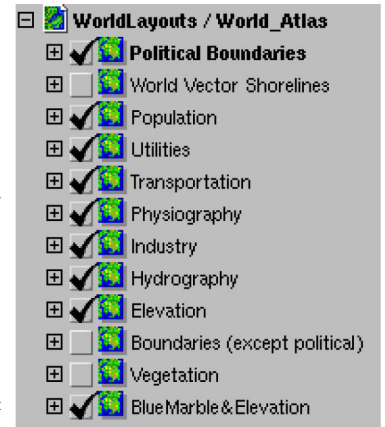 WorldLayouts / World_Atlas
Political Boundaries
World Vector Shorelines
Population
Utilities
Transportation
Physiography
Industry
Hydrography
Elevation
Boundaries (except political)
Vegetation
BlueMarble&Elevation